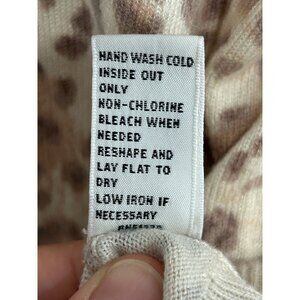 HAND WASH COLD
INSIDE OUT
ONLY
NON-CHLORINE
BLEACH WHEN
NEEDED
RESHAPE AND
LAY FLAT TO
DRY
LOW IRON IF
NECESSARY